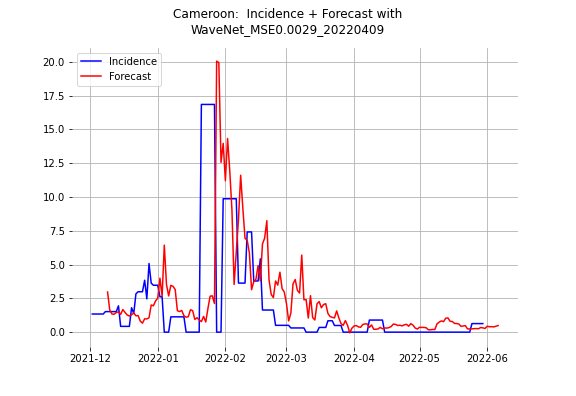 Cameroon:  Incidence + Forecast with
WaveNet_MSE0.0029_20220409
Incidence
Forecast
20.0
17.5
15.0
12.5
10.0
7.5
5.0
2.5
0.0
2021-12 2022-01 2022-02 2022-03 2022-04 2022-05 2022-06